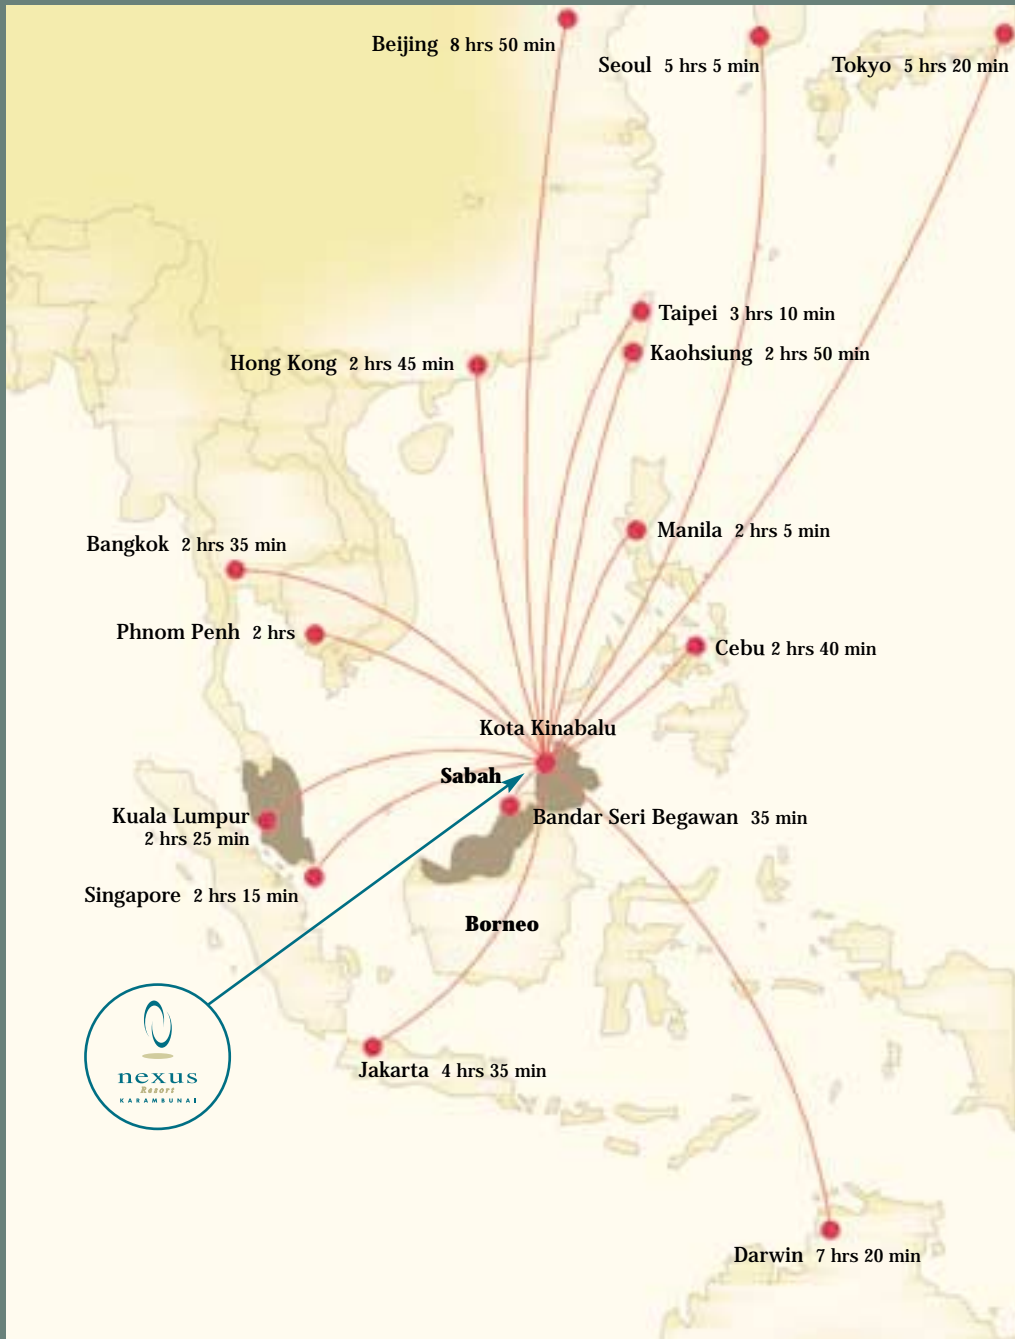 Beijing 8 hrs 50 min
Seoul 5 hrs 5 min
Tokyo 5 hrs 20 min
Taipei 3 hrs 10 min
Kaohsiung 2 hrs 50 min
Hong Kong 2 hrs 45 min
Manila 2 hrs 5 min
Bangkok 2 hrs 35 min
Phnom Penh 2 hrs
Cebu 2 hrs 40 min
Kota Kinabalu
Sabah
Kuala Lumpur
2 hrs 25 min
Bandar Seri Begawan 35 min
Singapore 2 hrs 15 min
Borneo
nexus
Resort
KARAMBUNAI
Jakarta 4 hrs 35 min
Darwin 7 hrs 20 min